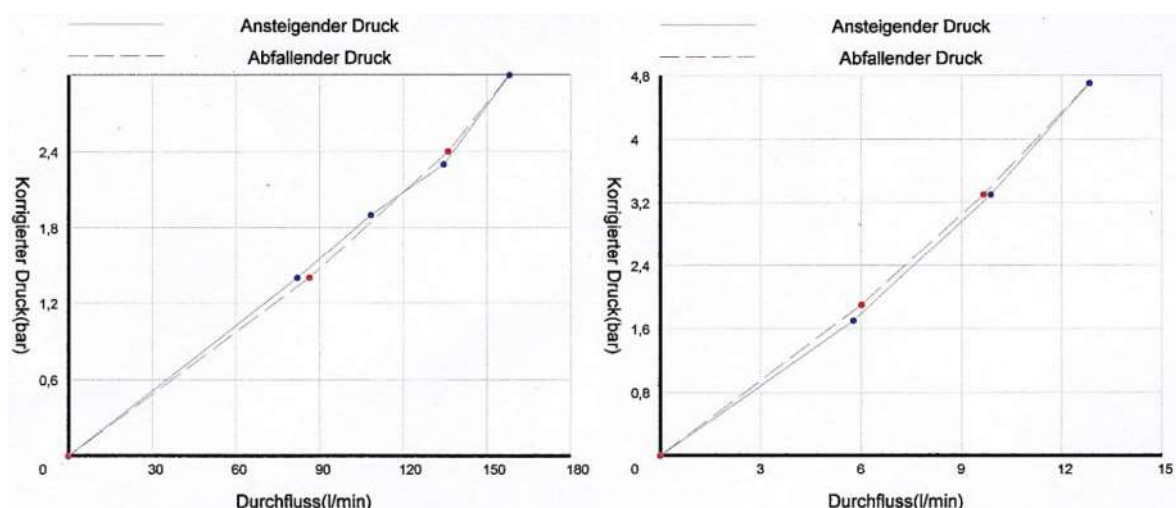 Ansteigender Druck
Abfallender Druck
Korrigierter Druck(bar)
2,4
1,8
1,2
0,6
0
30
60
90
120
150
180
Durchfluss(l/min)
Ansteigender Druck
Abfallender Druck
Korrigierter Druck(bar)
4,8
4
3,2
2,4
1,6
0,8
0
3
6
9
12
15
Durchfluss(l/min)